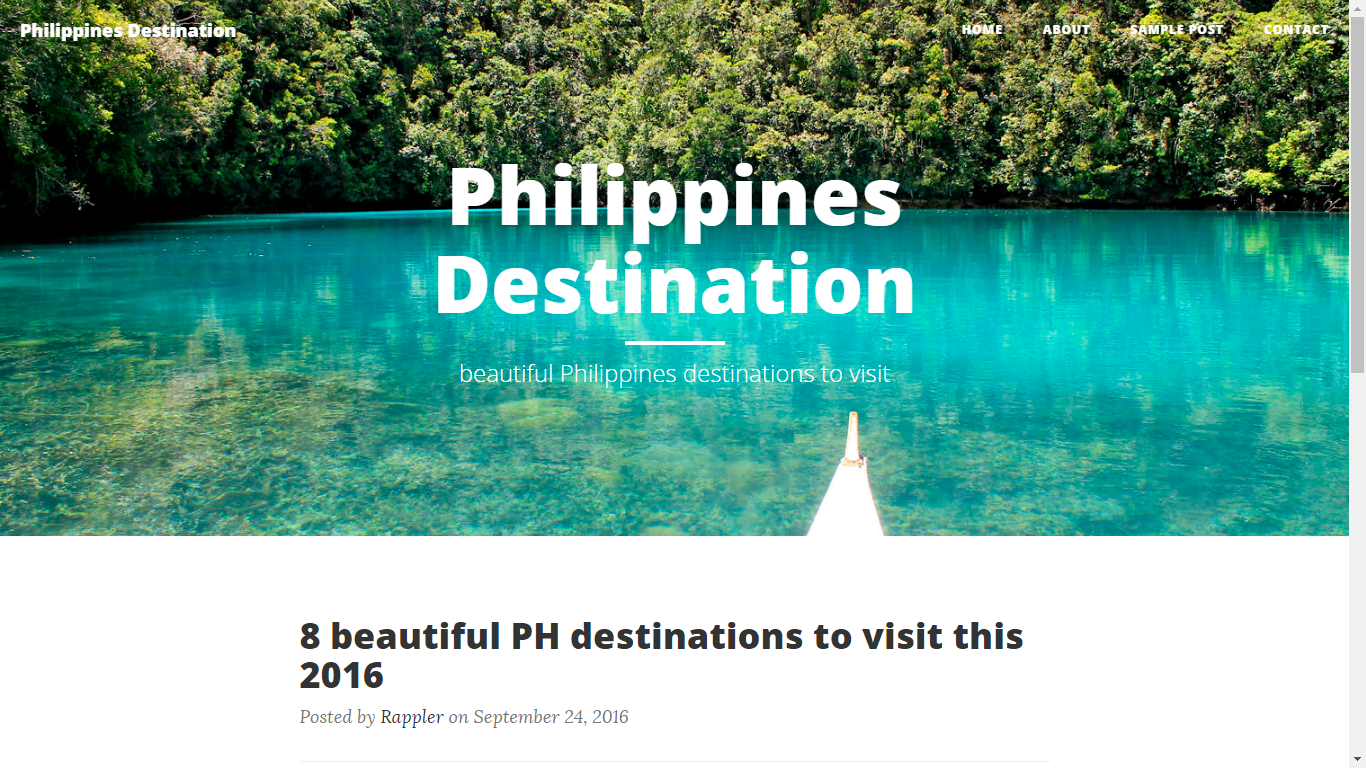 Philippines Destination
HOME ABOUT SAMPLE POST CONTACT
Philippines
Destination
beautiful Philippines destinations to visit
8 beautiful PH destinations to visit this
2016
Posted by Rappler on September 24, 2016